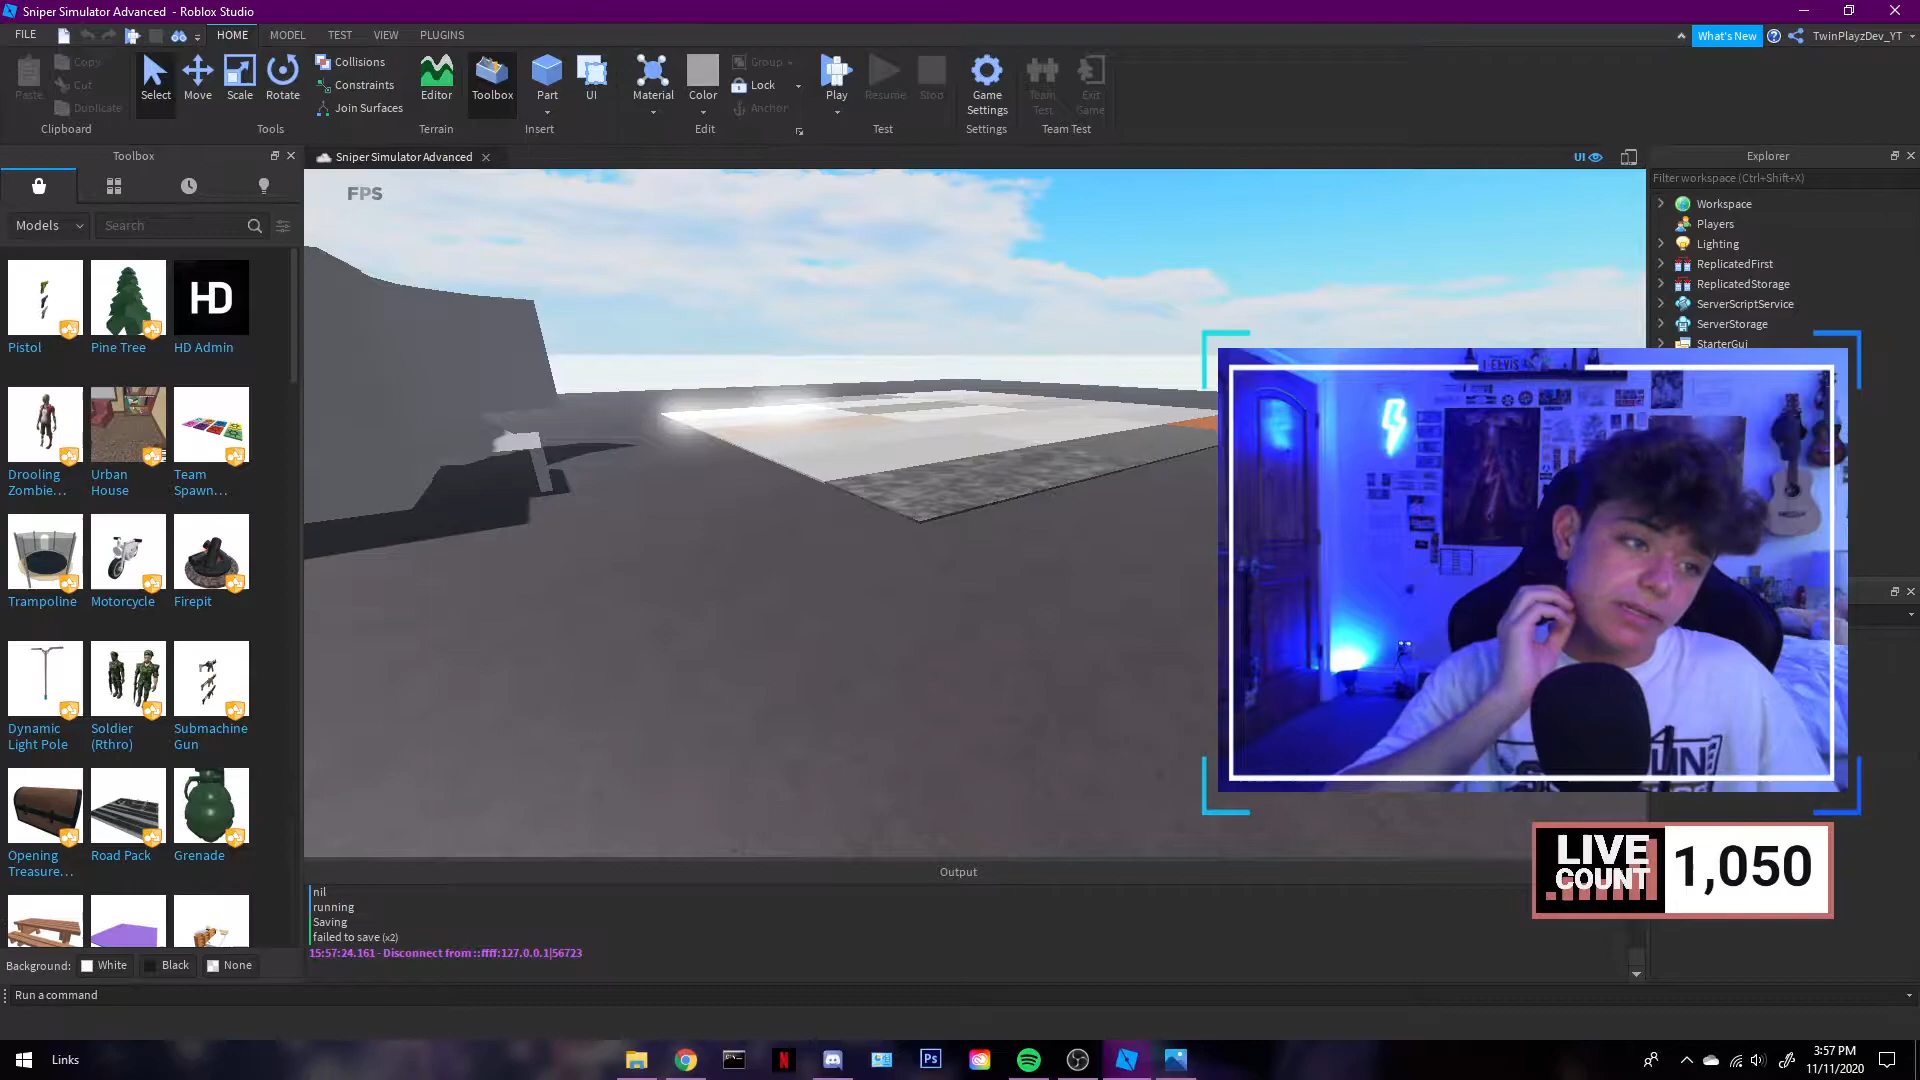 Sniper Simulator Advanced - Roblox Studio
FILE
HOME
MODEL
TEST
VIEW
PLUGINS
What's New
TwinPlayzDev_YT
Paste
Copy
Cut
Duplicate
Clipboard
Select
Move
Scale
Rotate
Collisions
Constraints
Join Surfaces
Tools
Editor
Terrain
Toolbox
Part
UI
Insert
Material
Color
Group
Lock
Anchor
Edit
Play
Resume
Stop
Test
Game
Settings
Settings
Team
Test
Exit
Game
Team Test
Toolbox
Sniper Simulator Advanced
UI
Explorer
Models
Search
FPS
Filter workspace (Ctrl+Shift+X)
Workspace
Players
Lighting
ReplicatedFirst
ReplicatedStorage
ServerScriptService
ServerStorage
StarterGui
HD
Pistol
Pine Tree
HD Admin
Drooling
Zombie...
Urban
House
Team
Spawn...
Trampoline
Motorcycle
Firepit
Dynamic
Light Pole
Soldier
(Rthro)
Submachine
Gun
Opening
Treasure...
Road Pack
Grenade
ELVIS
LIVE
COUNT
1,050
Output
nil
running
Saving
failed to save (x2)
15:57:24.161 - Disconnect from ::ffff:127.0.0.1|56723
Background:
White
Black
None
Run a command
Links
N
Ps
3:57 PM
11/11/2020